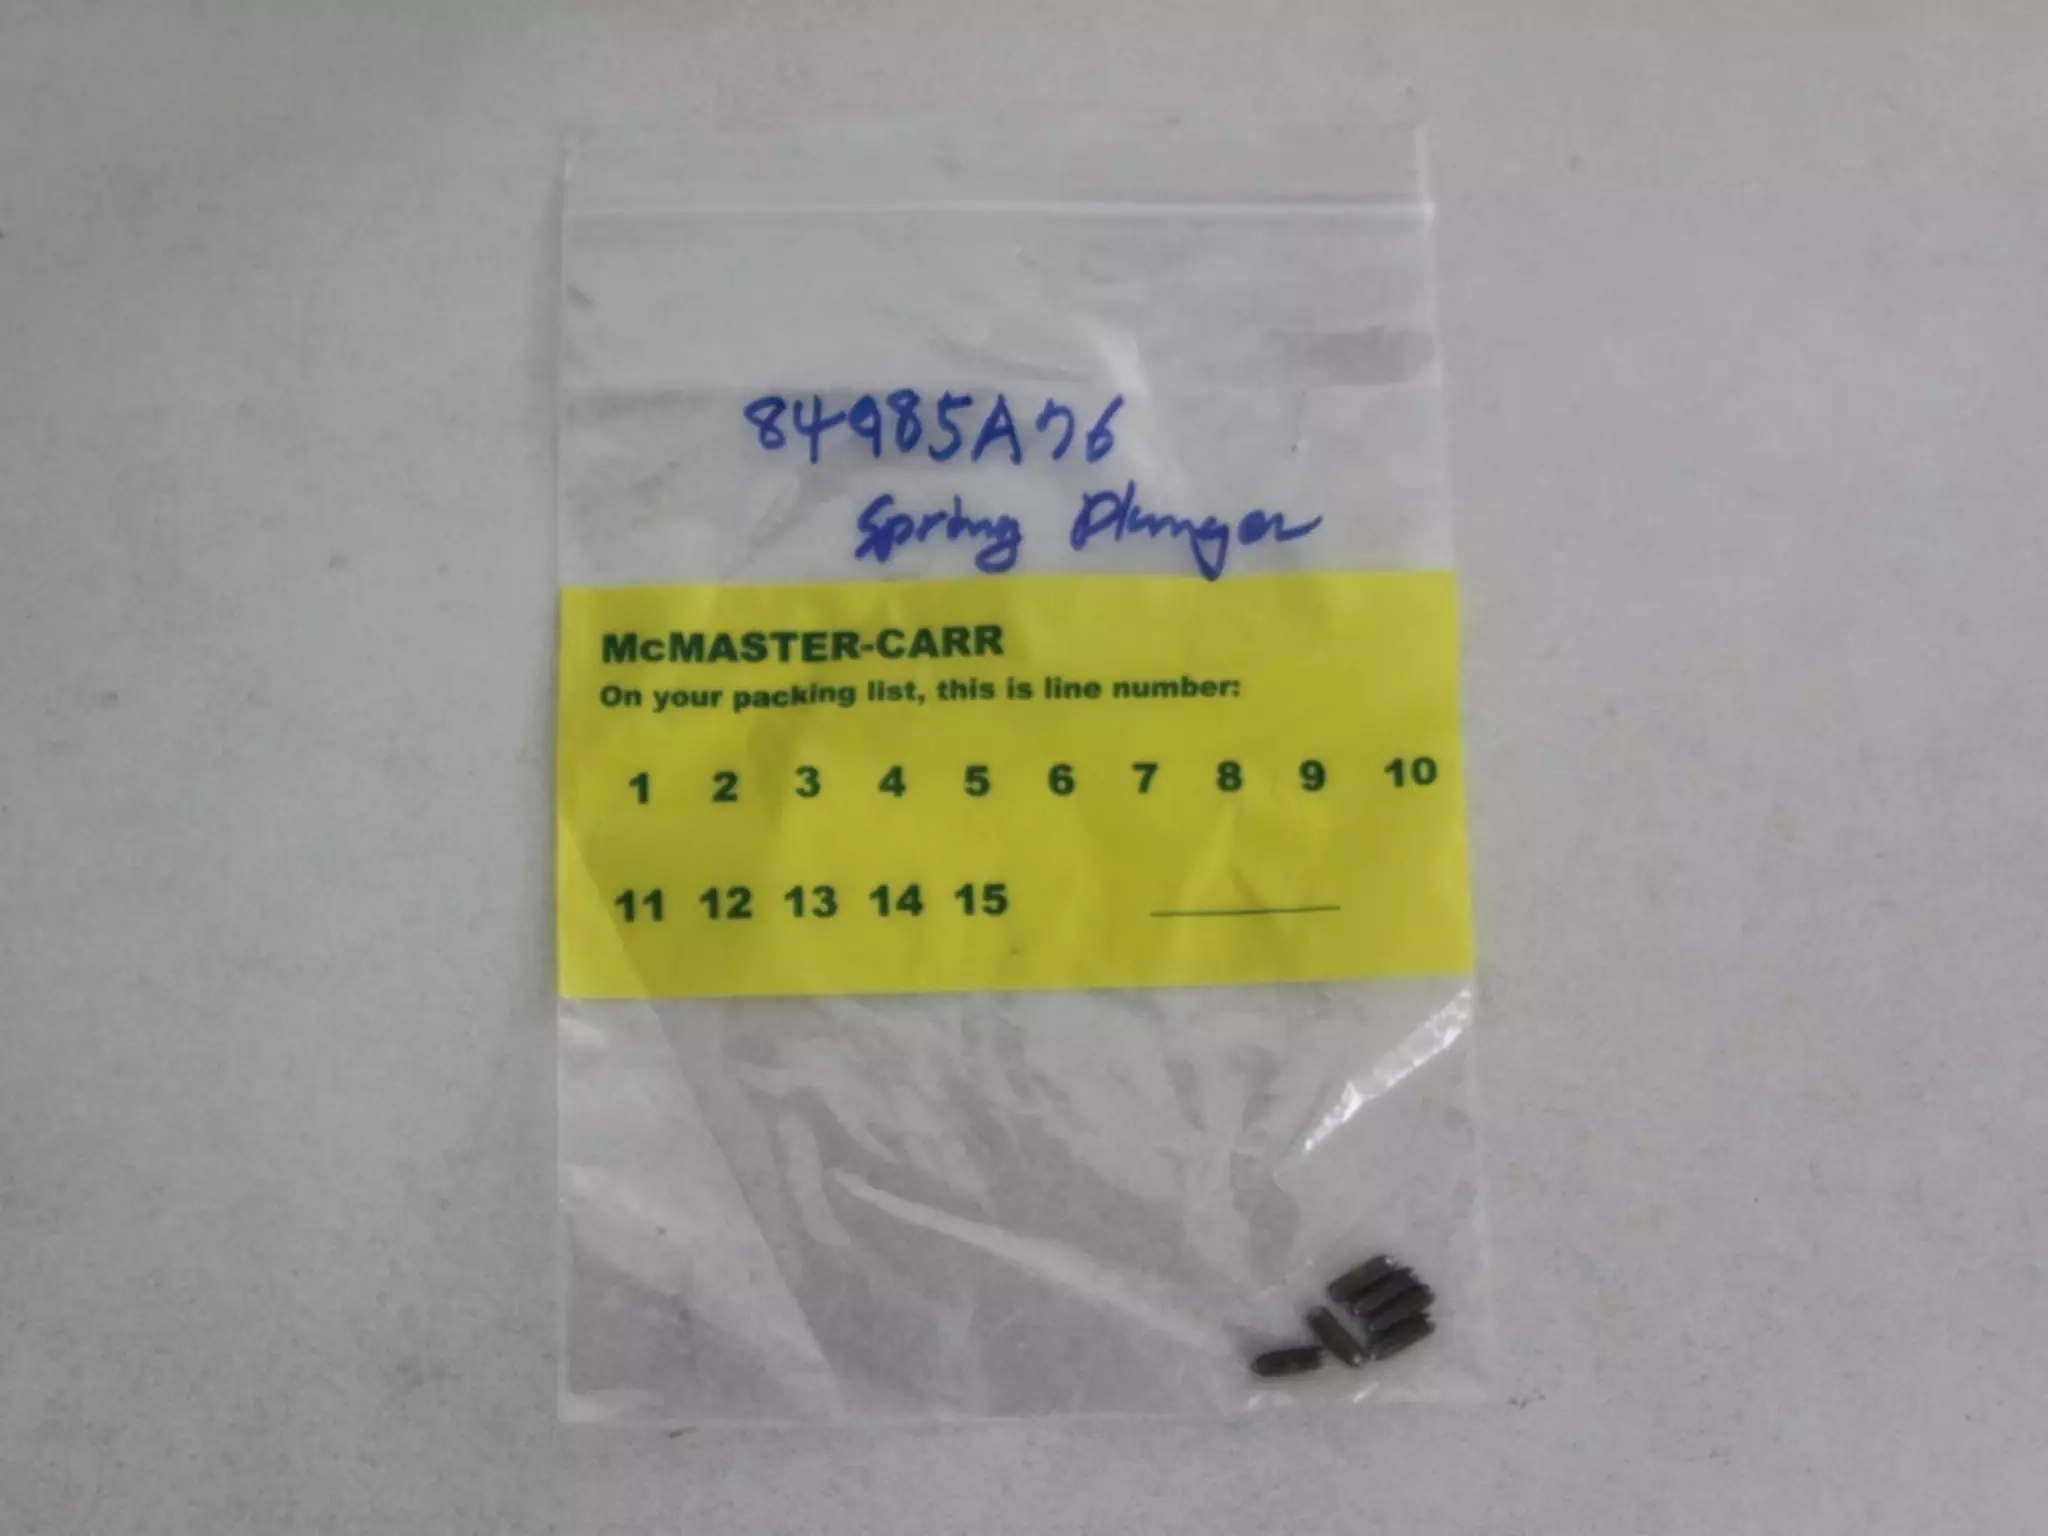 84985A76
Spring Plunger
McMASTER-CARR
On your packing list, this is line number:
1 2 3 4 5 6 7 8 9 10
11 12 13 14 15